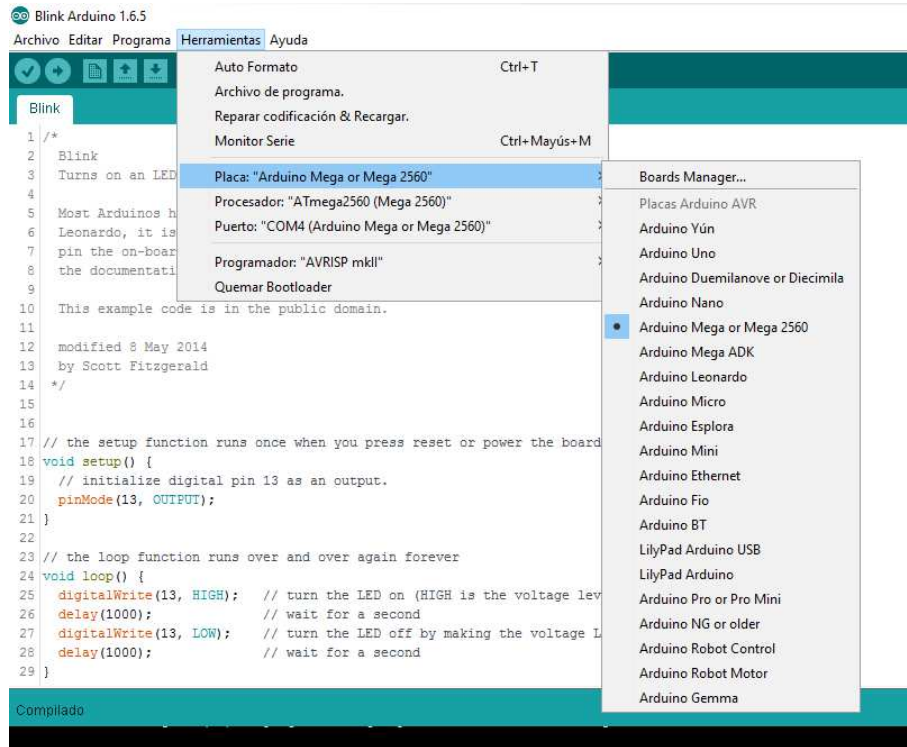 Blink Arduino 1.6.5
Archivo Editar Programa Herramientas Ayuda
Blink
Auto Formato Ctrl+T
Archivo de programa.
Reparar codificación & Recargar.
Monitor Serie Ctrl+Mayús+M
Placa: "Arduino Mega or Mega 2560"
Procesador: "ATmega2560 (Mega 2560)"
Puerto: "COM4 (Arduino Mega or Mega 2560)"
Programador: "AVRISP mkII"
Quemar Bootloader
Boards Manager...
Placas Arduino AVR
Arduino Yún
Arduino Uno
Arduino Duemilanove or Diecimila
Arduino Nano
Arduino Mega or Mega 2560
Arduino Mega ADK
Arduino Leonardo
Arduino Micro
Arduino Esplora
Arduino Mini
Arduino Ethernet
Arduino Fio
Arduino BT
LilyPad Arduino USB
LilyPad Arduino
Arduino Pro or Pro Mini
Arduino NG or older
Arduino Robot Control
Arduino Robot Motor
Arduino Gemma
1 /*
2 Blink
3 Turns on an LED
4
5 Most Arduinos h
6 Leonardo, it is
7 pin the on-boar
8 the documentati
9
10 This example code is in the public domain.
11
12 modified 8 May 2014
13 by Scott Fitzgerald
14 */
15
16
17 // the setup function runs once when you press reset or power the board
18 void setup() {
19 // initialize digital pin 13 as an output.
20 pinMode(13, OUTPUT);
21 }
22
23 // the loop function runs over and over again forever
24 void loop() {
25 digitalWrite(13, HIGH); // turn the LED on (HIGH is the voltage lev
26 delay(1000); // wait for a second
27 digitalWrite(13, LOW); // turn the LED off by making the voltage L
28 delay(1000); // wait for a second
29 }
Compilado